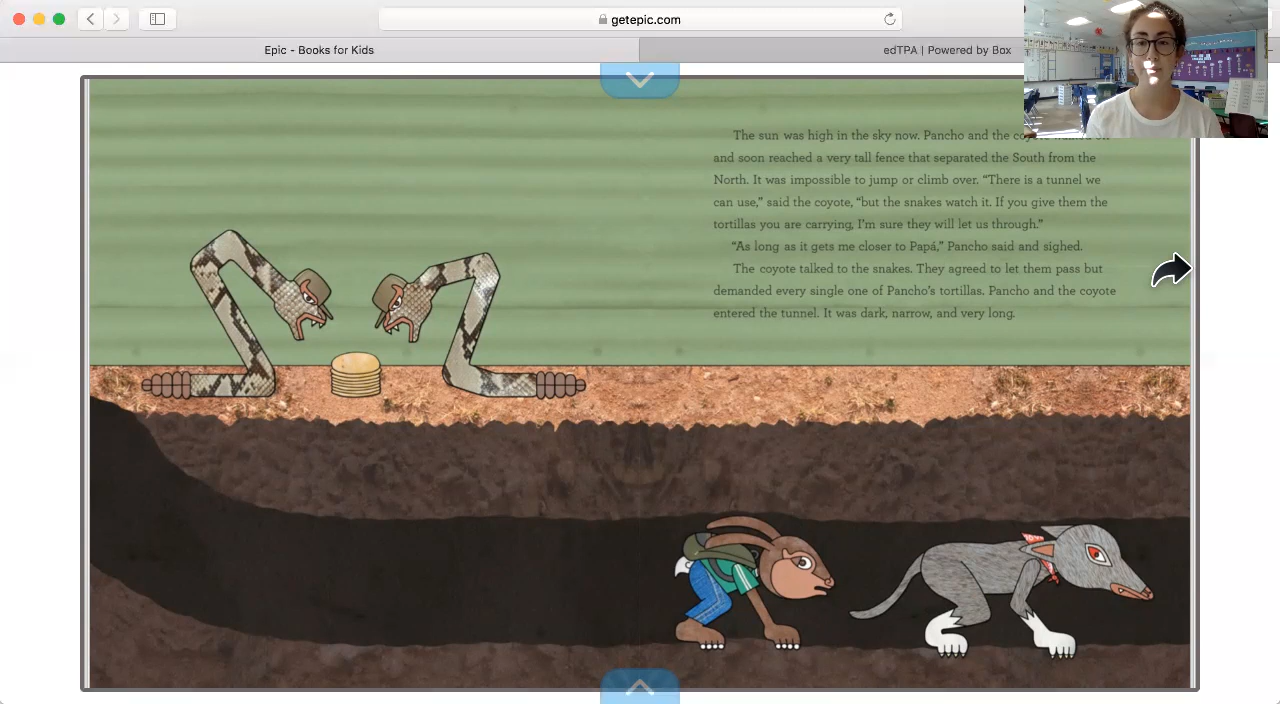 getepic.com
Epic - Books for Kids
edTPA | Powered by Box
The sun was high in the sky now. Pancho and the
and soon reached a very tall fence that separated the South from the
North. It was impossible to jump or climb over. “There is a tunnel we
can use,” said the coyote, “but the snakes watch it. If you give them the
tortillas you are carrying, I’m sure they will let us through.”
“As long as it gets me closer to Papá,” Pancho said and sighed.
The coyote talked to the snakes. They agreed to let them pass but
demanded every single one of Pancho’s tortillas. Pancho and the coyote
entered the tunnel. It was dark, narrow, and very long.